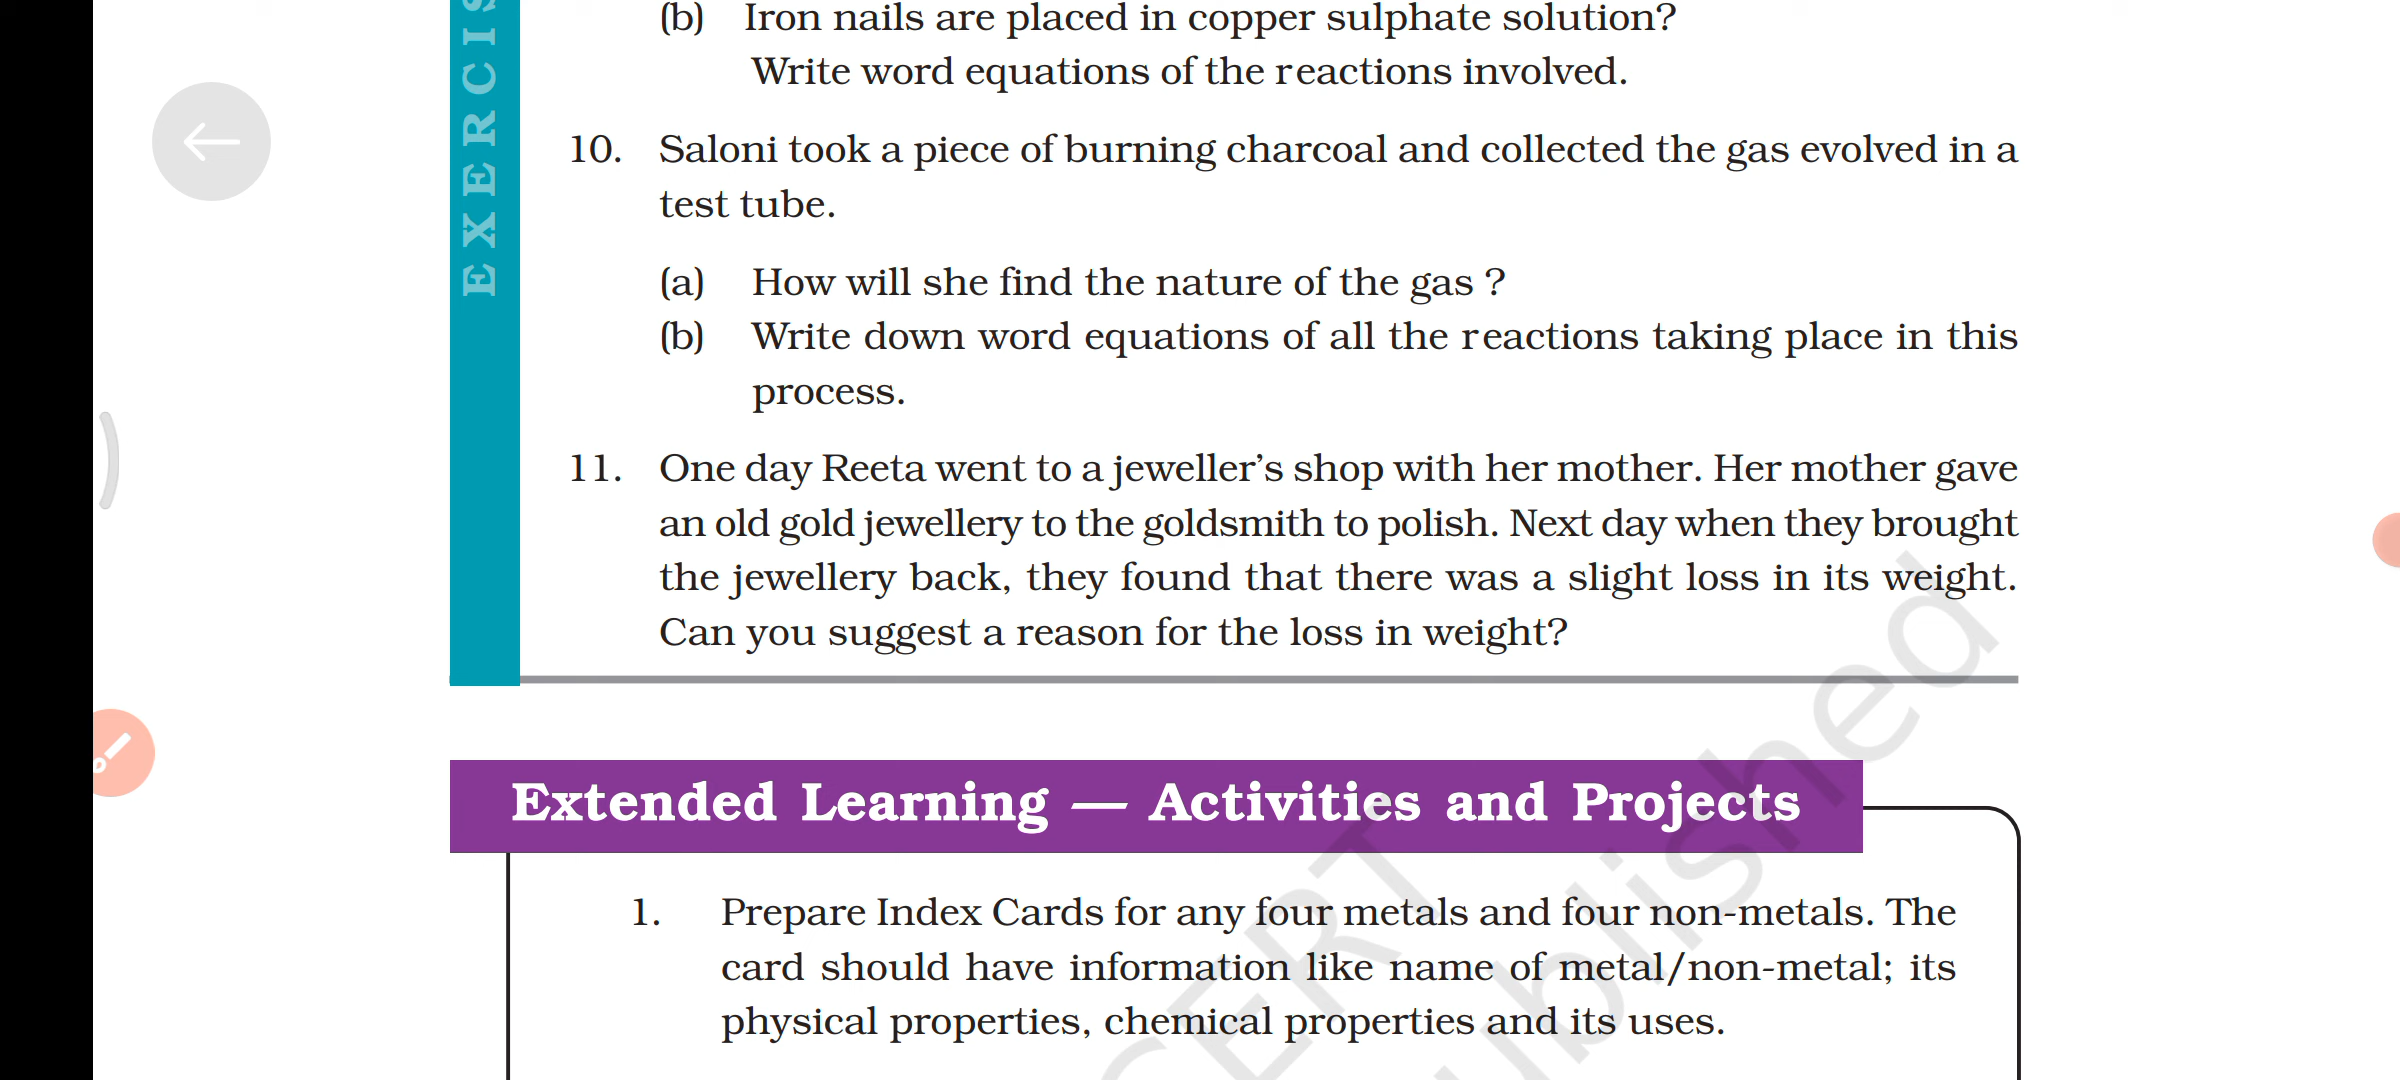 (b) Iron nails are placed in copper sulphate solution?
Write word equations of the reactions involved.
10. Saloni took a piece of burning charcoal and collected the gas evolved in a
test tube.
(a) How will she find the nature of the gas ?
(b) Write down word equations of all the reactions taking place in this
process.
11. One day Reeta went to a jeweller’s shop with her mother. Her mother gave
an old gold jewellery to the goldsmith to polish. Next day when they brought
the jewellery back, they found that there was a slight loss in its weight.
Can you suggest a reason for the loss in weight?
Extended Learning — Activities and Projects
1. Prepare Index Cards for any four metals and four non-metals. The
card should have information like name of metal/non-metal; its
physical properties, chemical properties and its uses.